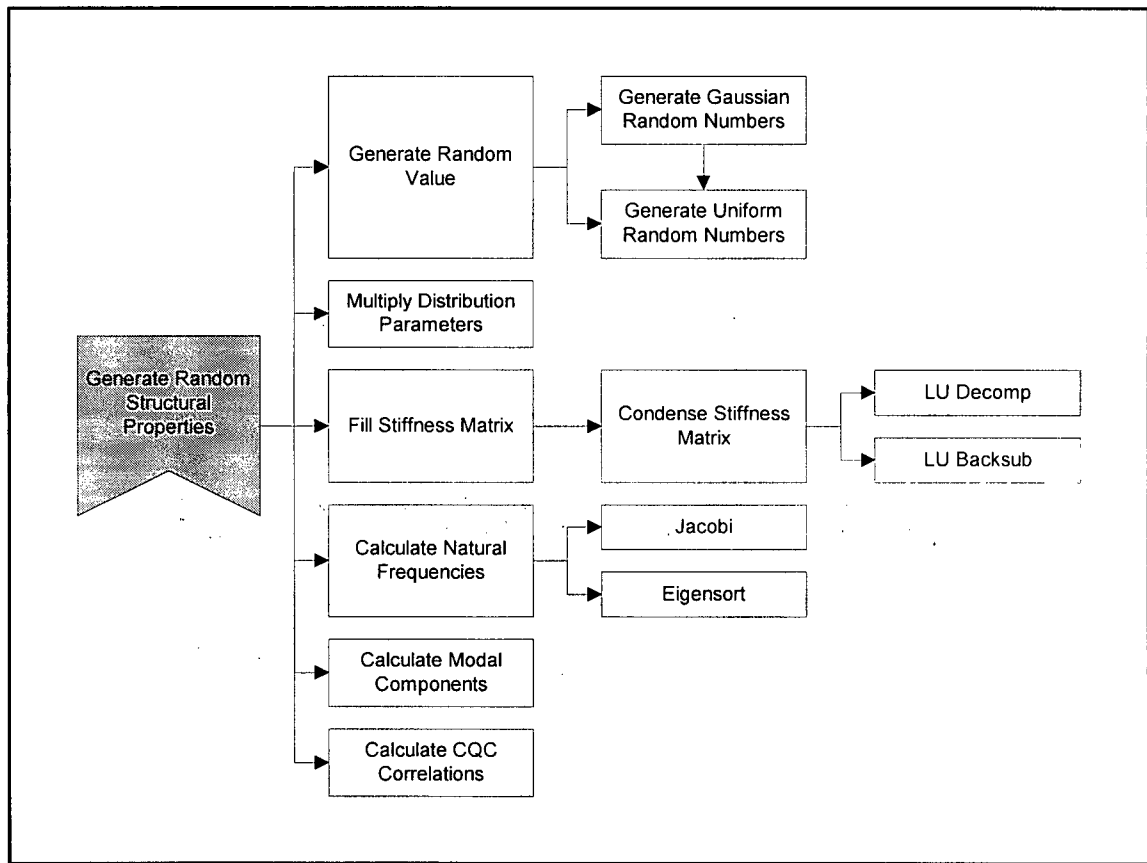 Generate Random
Structural
Properties
Generate Random
Value
Generate Gaussian
Random Numbers
Generate Uniform
Random Numbers
Multiply Distribution
Parameters
Fill Stiffness Matrix
Condense Stiffness
Matrix
LU Decomp
LU Backsub
Calculate Natural
Frequencies
Jacobi
Eigensort
Calculate Modal
Components
Calculate CQC
Correlations